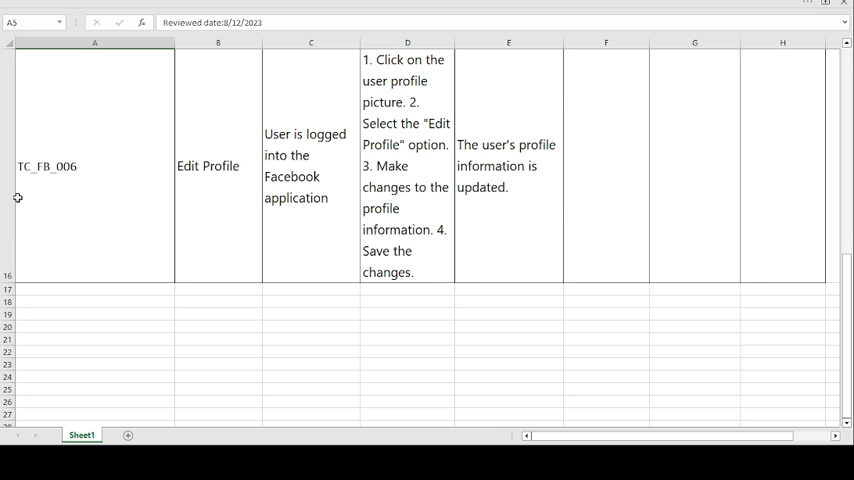 A5
fx
Reviewed date:8/12/2023
A B C D E F G H
TC_FB_006
Edit Profile
User is logged
into the
Facebook
application
1. Click on the
user profile
picture. 2.
Select the "Edit
Profile" option.
3. Make
changes to the
profile
information. 4.
Save the
changes.
The user's profile
information is
updated.
16
17
18
19
20
21
22
23
24
25
26
27
28
Sheet1